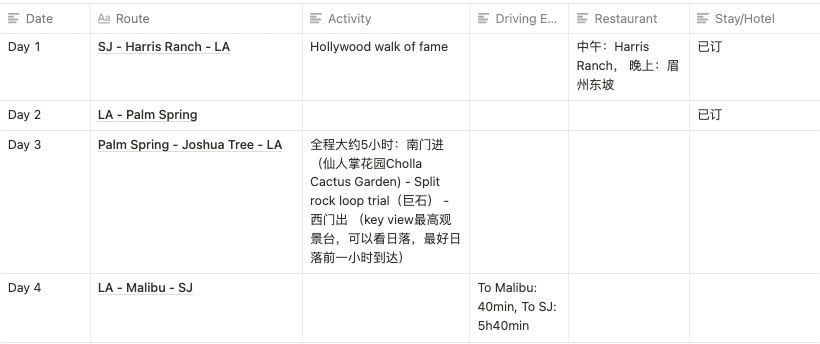 Date
Aa Route
Activity
Driving E...
Restaurant
Stay/Hotel
Day 1
SJ - Harris Ranch - LA
Hollywood walk of fame
中午：Harris
Ranch， 晚上：眉
州东坡
已订
Day 2
LA - Palm Spring
已订
Day 3
Palm Spring - Joshua Tree - LA
全程大约5小时：南门进
（仙人掌花园Cholla
Cactus Garden) - Split
rock loop trial（巨石） -
西门出 （key view最高观
景台，可以看日落，最好日
落前一小时到达）
Day 4
LA - Malibu - SJ
To Malibu:
40min, To SJ:
5h40min